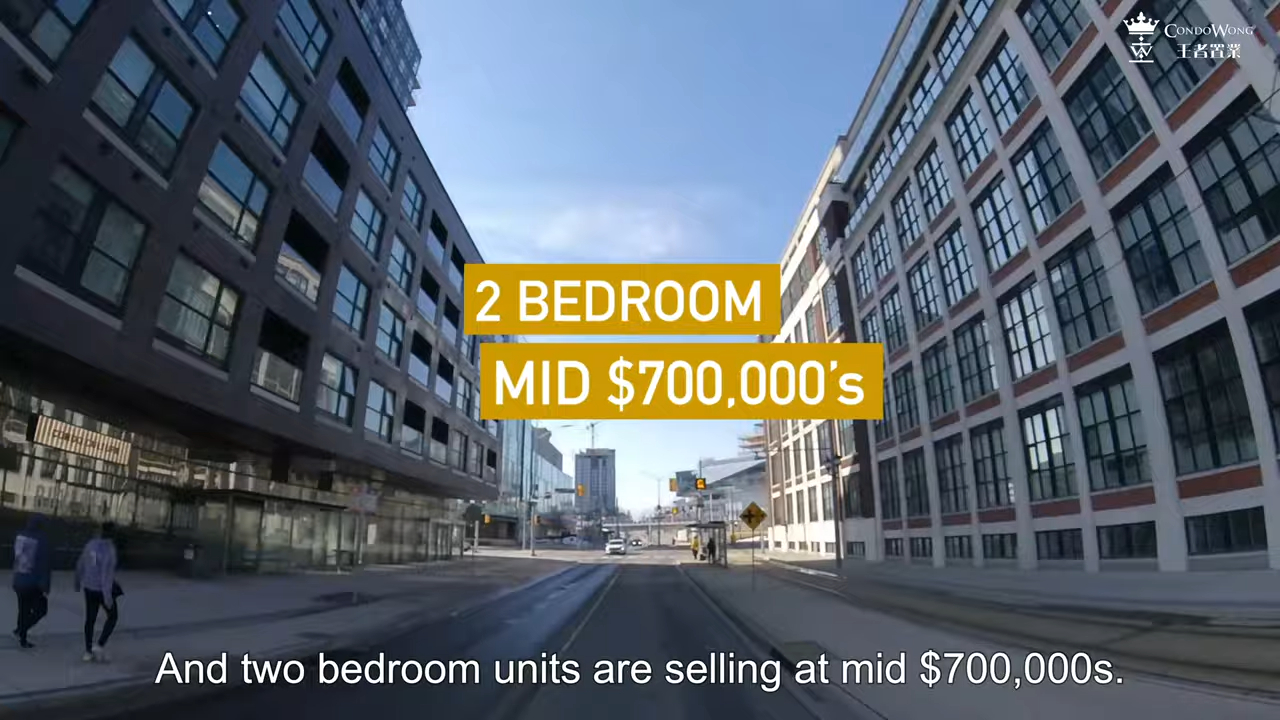 CONDOWONG
王者置業
2 BEDROOM
MID $700,000's
And two bedroom units are selling at mid $700,000s.